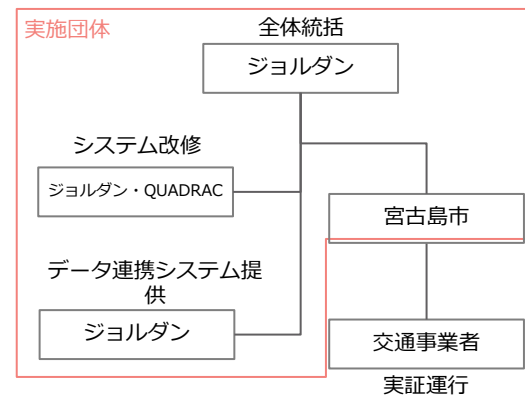 実施団体
全体統括
ジョルダン
システム改修
ジョルダン・QUADRAC
宮古島市
データ連携システム提
供
ジョルダン
交通事業者
実証運行